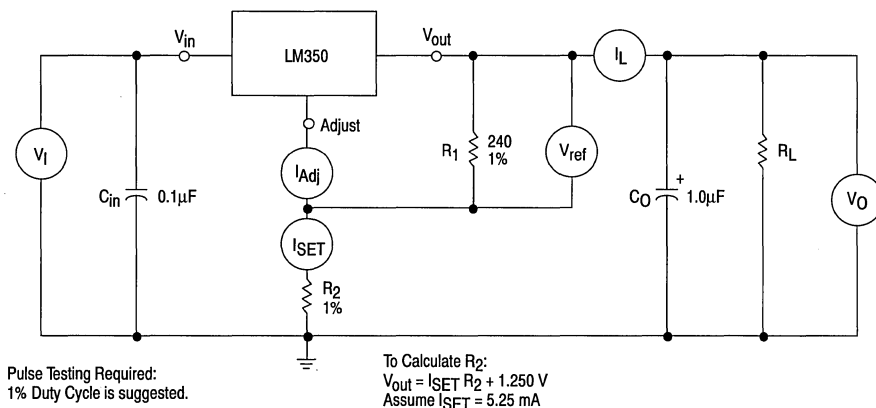 Vin
LM350
Vout
IL
Adjust
VI
Cin
0.1µF
IAdj
R1
240
1%
Vref
CO
+
1.0µF
RL
VO
ISET
R2
1%
Pulse Testing Required:
1% Duty Cycle is suggested.
To Calculate R2:
Vout = ISET R2 + 1.250 V
Assume ISET = 5.25 mA